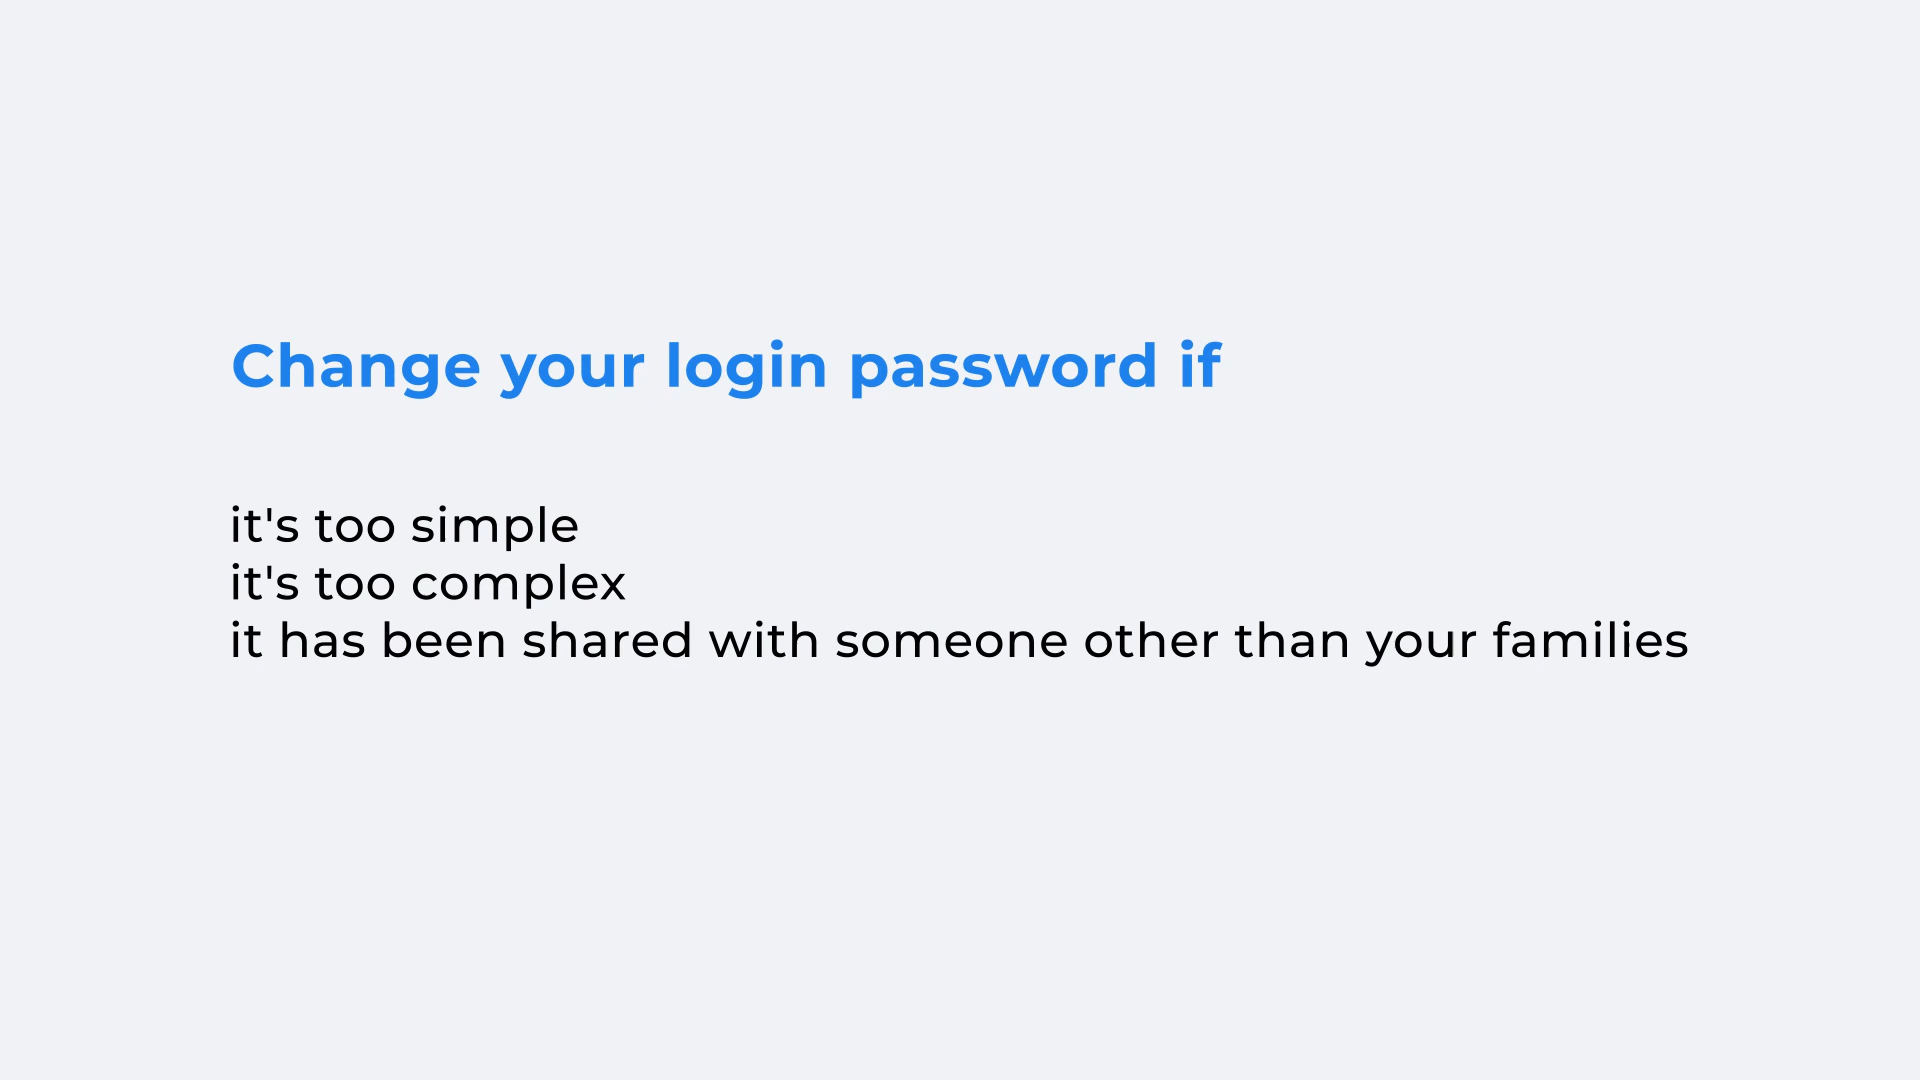 Change your login password if
it's too simple
it's too complex
it has been shared with someone other than your families